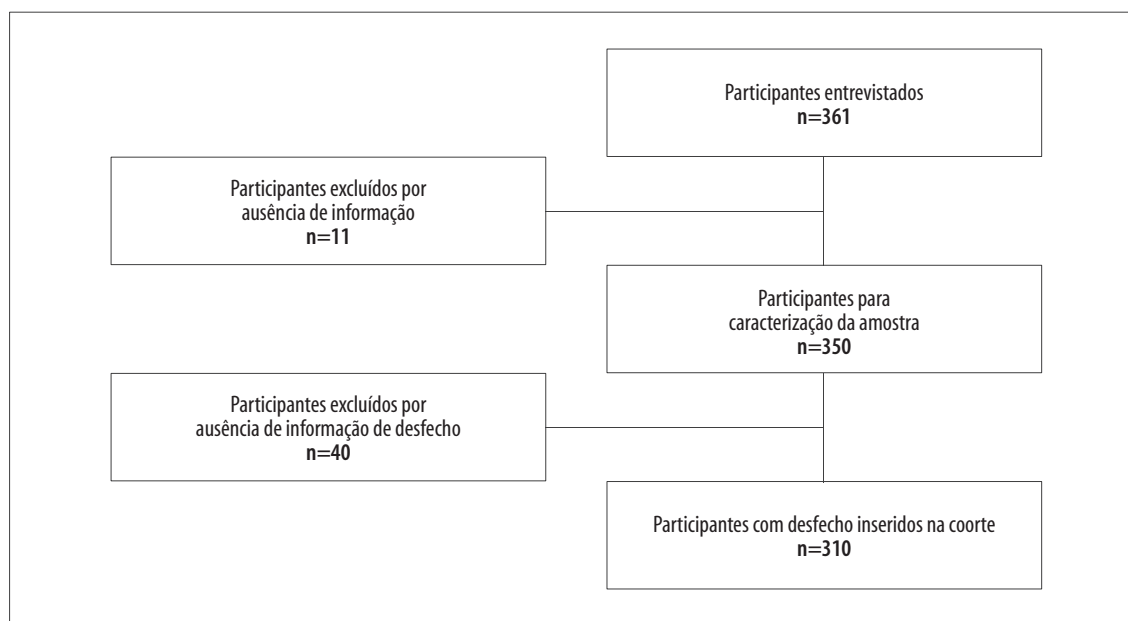 Participantes entrevistados
n=361
Participantes excluídos por
ausência de informação
n=11
Participantes para
caracterização da amostra
n=350
Participantes excluídos por
ausência de informação de desfecho
n=40
Participantes com desfecho inseridos na coorte
n=310